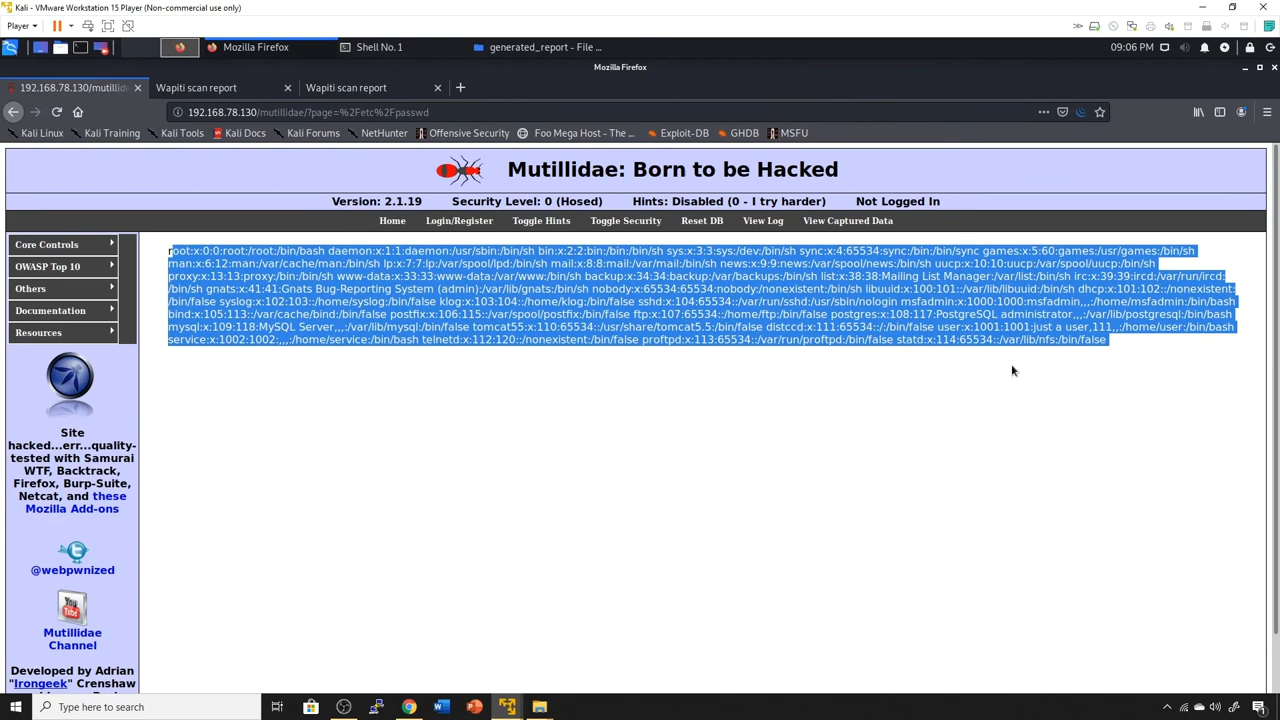 Kali - VMware Workstation 15 Player (Non-commercial use only)
Player
Mozilla Firefox
Shell No. 1
generated_report - File ...
09:06 PM
Mozilla Firefox
192.168.78.130/mutillida
Wapiti scan report
Wapiti scan report
192.168.78.130/mutillidae/?page=%2Fetc%2Fpasswd
Kali Linux
Kali Training
Kali Tools
Kali Docs
Kali Forums
NetHunter
Offensive Security
Foo Mega Host - The ...
Exploit-DB
GHDB
MSFU
Mutillidae: Born to be Hacked
Version: 2.1.19
Security Level: 0 (Hosed)
Hints: Disabled (0 - I try harder)
Not Logged In
Home
Login/Register
Toggle Hints
Toggle Security
Reset DB
View Log
View Captured Data
Core Controls
OWASP Top 10
Others
Documentation
Resources
Site
hacked...err...quality-
tested with Samurai
WTF, Backtrack,
Firefox, Burp-Suite,
Netcat, and these
Mozilla Add-ons
@webpwnized
You
Tube
Mutillidae
Channel
Developed by Adrian
"Irongeek" Crenshaw
root:x:0:0:root:/root:/bin/bash daemon:x:1:1:daemon:/usr/sbin:/bin/sh bin:x:2:2:bin:/bin:/bin/sh sys:x:3:3:sys:/dev:/bin/sh sync:x:4:65534:sync:/bin:/bin/sync games:x:5:60:games:/usr/games:/bin/sh
man:x:6:12:man:/var/cache/man:/bin/sh lp:x:7:7:lp:/var/spool/lpd:/bin/sh mail:x:8:8:mail:/var/mail:/bin/sh news:x:9:9:news:/var/spool/news:/bin/sh uucp:x:10:10:uucp:/var/spool/uucp:/bin/sh
proxy:x:13:13:proxy:/bin:/bin/sh www-data:x:33:33:www-data:/var/www:/bin/sh backup:x:34:34:backup:/var/backups:/bin/sh list:x:38:38:Mailing List Manager:/var/list:/bin/sh irc:x:39:39:ircd:/var/run/ircd:
/bin/sh gnats:x:41:41:Gnats Bug-Reporting System (admin):/var/lib/gnats:/bin/sh nobody:x:65534:65534:nobody:/nonexistent:/bin/sh libuuid:x:100:101::/var/lib/libuuid:/bin/sh dhcp:x:101:102::/nonexistent:
/bin/false syslog:x:102:103::/home/syslog:/bin/false klog:x:103:104::/home/klog:/bin/false sshd:x:104:65534::/var/run/sshd:/usr/sbin/nologin msfadmin:x:1000:1000:msfadmin,,,:/home/msfadmin:/bin/bash
bind:x:105:113::/var/cache/bind:/bin/false postfix:x:106:115::/var/spool/postfix:/bin/false ftp:x:107:65534::/home/ftp:/bin/false postgres:x:108:117:PostgreSQL administrator,,,:/var/lib/postgresql:/bin/bash
mysql:x:109:118:MySQL Server,,,:/var/lib/mysql:/bin/false tomcat55:x:110:65534::/usr/share/tomcat5.5:/bin/false distccd:x:111:65534::/:/bin/false user:x:1001:1001:just a user,111,,:/home/user:/bin/bash
service:x:1002:1002:,,,:/home/service:/bin/bash telnetd:x:112:120::/nonexistent:/bin/false proftpd:x:113:65534::/var/run/proftpd:/bin/false statd:x:114:65534::/var/lib/nfs:/bin/false
Type here to search